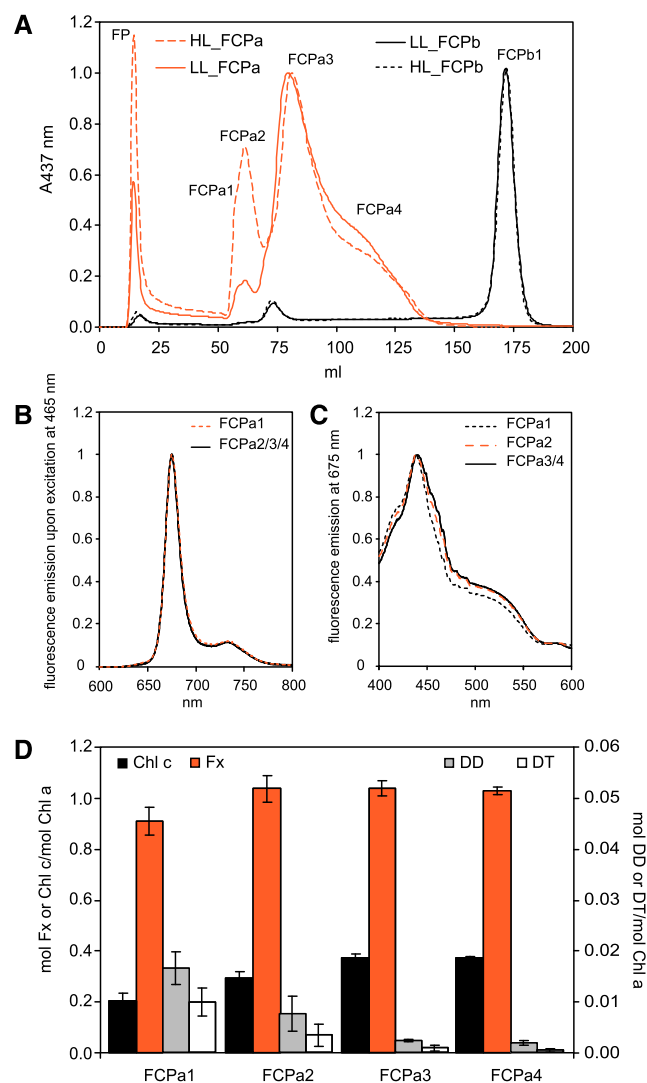 A
1.2
1.0
0.8
0.6
0.4
0.2
0.0
A437 nm
FP
HL_FCPa
LL_FCPa
FCPa3
LL_FCPb
HL_FCPb
FCPb1
FCPa2
FCPa1
FCPa4
0 25 50 75 100 125 150 175 200
ml
B
fluorescence emission upon excitation at 465 nm
1.2
1
0.8
0.6
0.4
0.2
0
FCPa1
FCPa2/3/4
600 650 700 750 800
nm
C
fluorescence emission at 675 nm
1.2
1
0.8
0.6
0.4
0.2
0
FCPa1
FCPa2
FCPa3/4
400 450 500 550 600
nm
D
mol Fx or Chl c/mol Chl a
1.2
1.0
0.8
0.6
0.4
0.2
0.0
Chl c Fx DD DT
0.06
0.05
0.04
0.03
0.02
0.01
0.00
mol DD or DT/mol Chl a
FCPa1 FCPa2 FCPa3 FCPa4